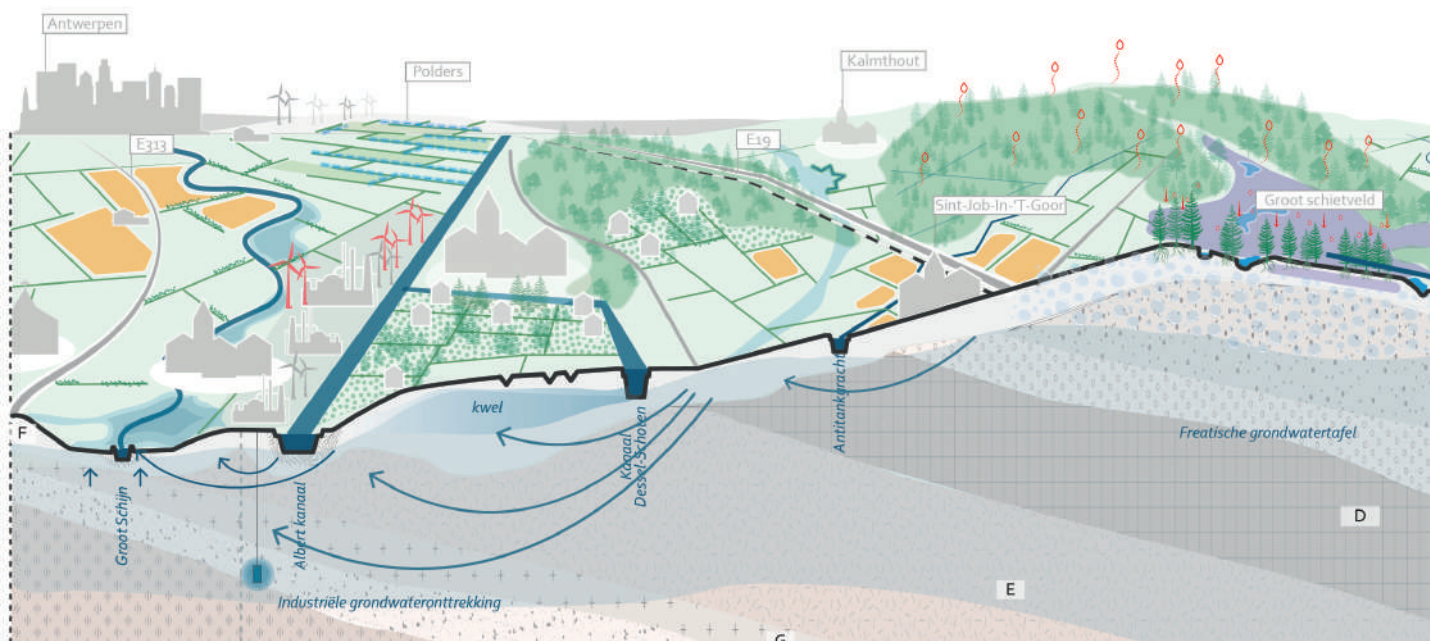 Antwerpen
Polders
Kalmthout
E313
E19
Sint-Job-In-'T-Goor
Groot schietveld
kwel
F
Freatische grondwatertafel
Groot Schijn
Albert kanaal
Kanaal
Dessel-Schoten
Antitankgracht
D
E
Industriële grondwateronttrekking
G